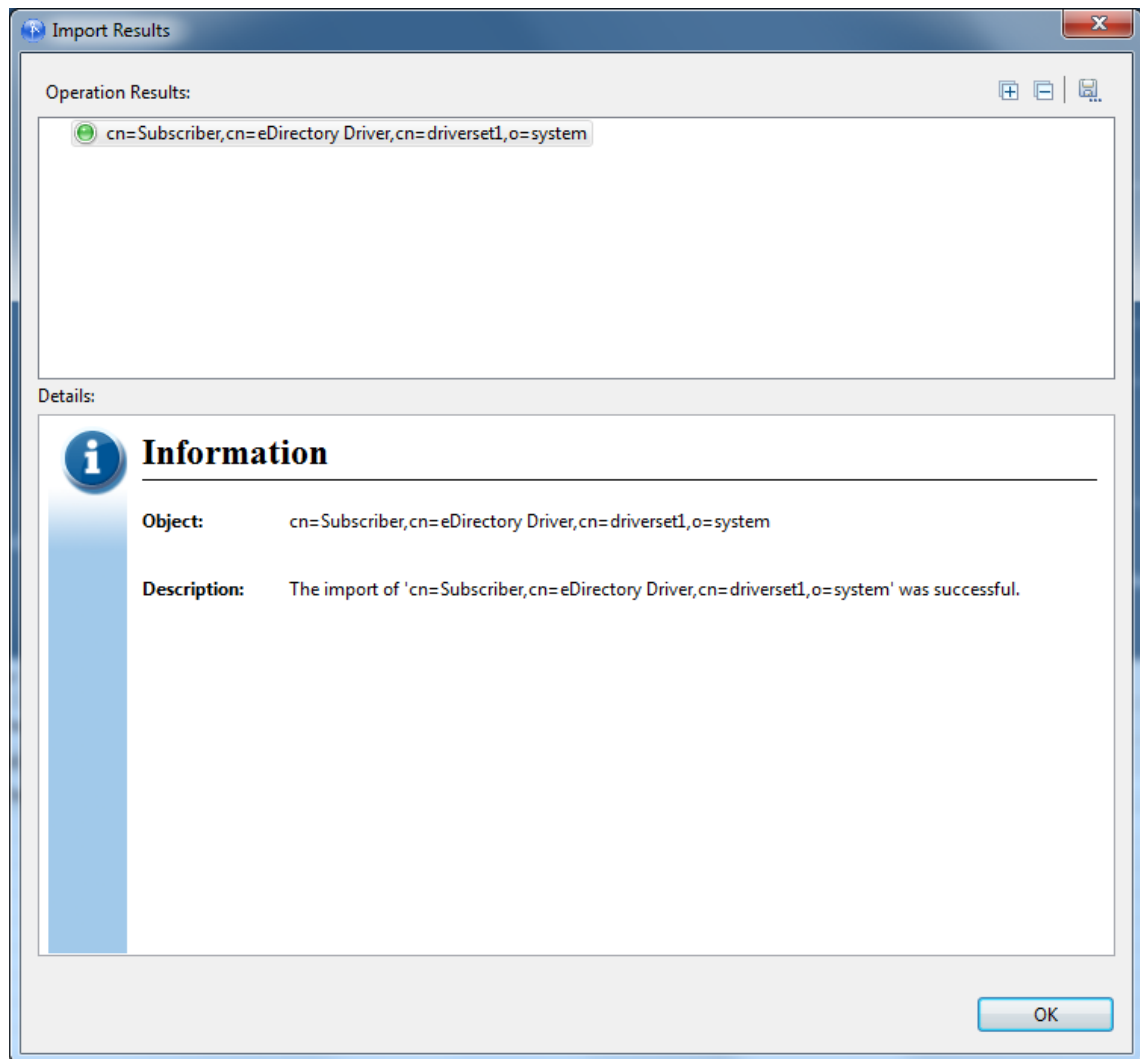 Import Results
Operation Results:
cn=Subscriber,cn=eDirectory Driver,cn=driverset1,o=system
Details:
Information
Object: cn=Subscriber,cn=eDirectory Driver,cn=driverset1,o=system
Description: The import of 'cn=Subscriber,cn=eDirectory Driver,cn=driverset1,o=system' was successful.
OK